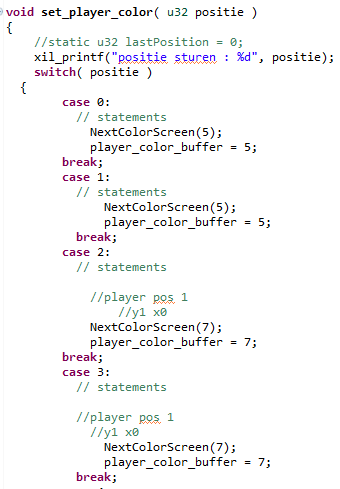 void set_player_color( u32 positie )
{
//static u32 lastPosition = 0;
xil_printf("positie sturen : %d", positie);
switch( positie )
{
case 0:
// statements
NextColorScreen(5);
player_color_buffer = 5;
break;
case 1:
// statements
NextColorScreen(5);
player_color_buffer = 5;
break;
case 2:
// statements
//player pos 1
//y1 x0
NextColorScreen(7);
player_color_buffer = 7;
break;
case 3:
// statements
//player pos 1
//y1 x0
NextColorScreen(7);
player_color_buffer = 7;
break;